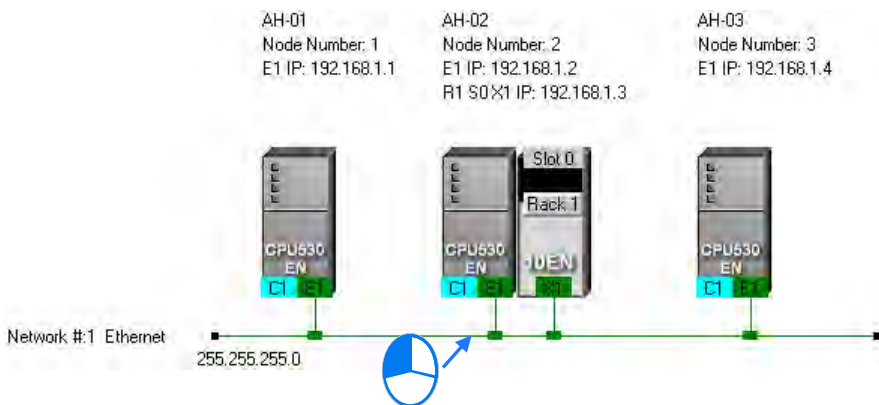 AH-01
Node Number: 1
E1 IP: 192.168.1.1
AH-02
Node Number: 2
E1 IP: 192.168.1.2
R1 S0 X1 IP: 192.168.1.3
AH-03
Node Number: 3
E1 IP: 192.168.1.4
CPU530
EN
C1 E1
CPU530
EN
C1 E1
Slot 0
Rack 1
10EN
X1
CPU530
EN
C1 E1
Network #:1 Ethernet
255.255.255.0